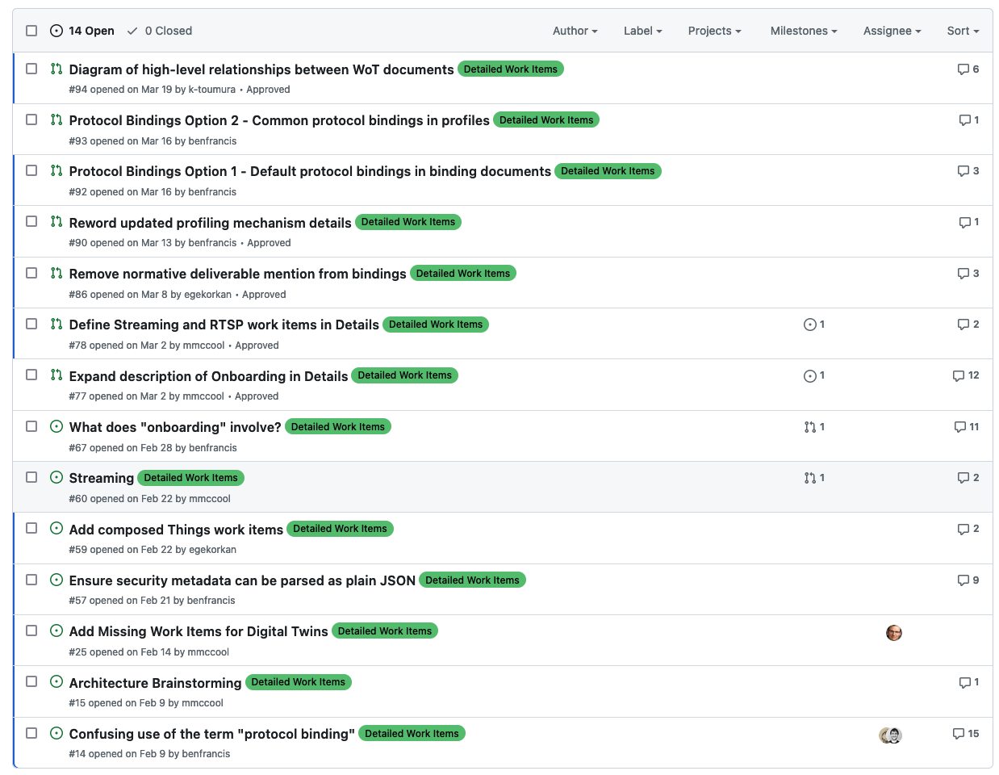 14 Open 0 Closed Author Label Projects Milestones Assignee Sort
Diagram of high-level relationships between WoT documents Detailed Work Items 6
#94 opened on Mar 19 by k-toumura • Approved
Protocol Bindings Option 2 - Common protocol bindings in profiles Detailed Work Items 1
#93 opened on Mar 16 by benfrancis
Protocol Bindings Option 1 - Default protocol bindings in binding documents Detailed Work Items 3
#92 opened on Mar 16 by benfrancis
Reword updated profiling mechanism details Detailed Work Items 1
#90 opened on Mar 13 by benfrancis • Approved
Remove normative deliverable mention from bindings Detailed Work Items 3
#86 opened on Mar 8 by egekorkan • Approved
Define Streaming and RTSP work items in Details Detailed Work Items 1 2
#78 opened on Mar 2 by mmccool • Approved
Expand description of Onboarding in Details Detailed Work Items 1 12
#77 opened on Mar 2 by mmccool • Approved
What does "onboarding" involve? Detailed Work Items 1 11
#67 opened on Feb 28 by benfrancis
Streaming Detailed Work Items 1 2
#60 opened on Feb 22 by mmccool
Add composed Things work items Detailed Work Items 2
#59 opened on Feb 22 by egekorkan
Ensure security metadata can be parsed as plain JSON Detailed Work Items 9
#57 opened on Feb 21 by benfrancis
Add Missing Work Items for Digital Twins Detailed Work Items
#25 opened on Feb 14 by mmccool
Architecture Brainstorming Detailed Work Items 1
#15 opened on Feb 9 by mmccool
Confusing use of the term "protocol binding" Detailed Work Items 15
#14 opened on Feb 9 by benfrancis